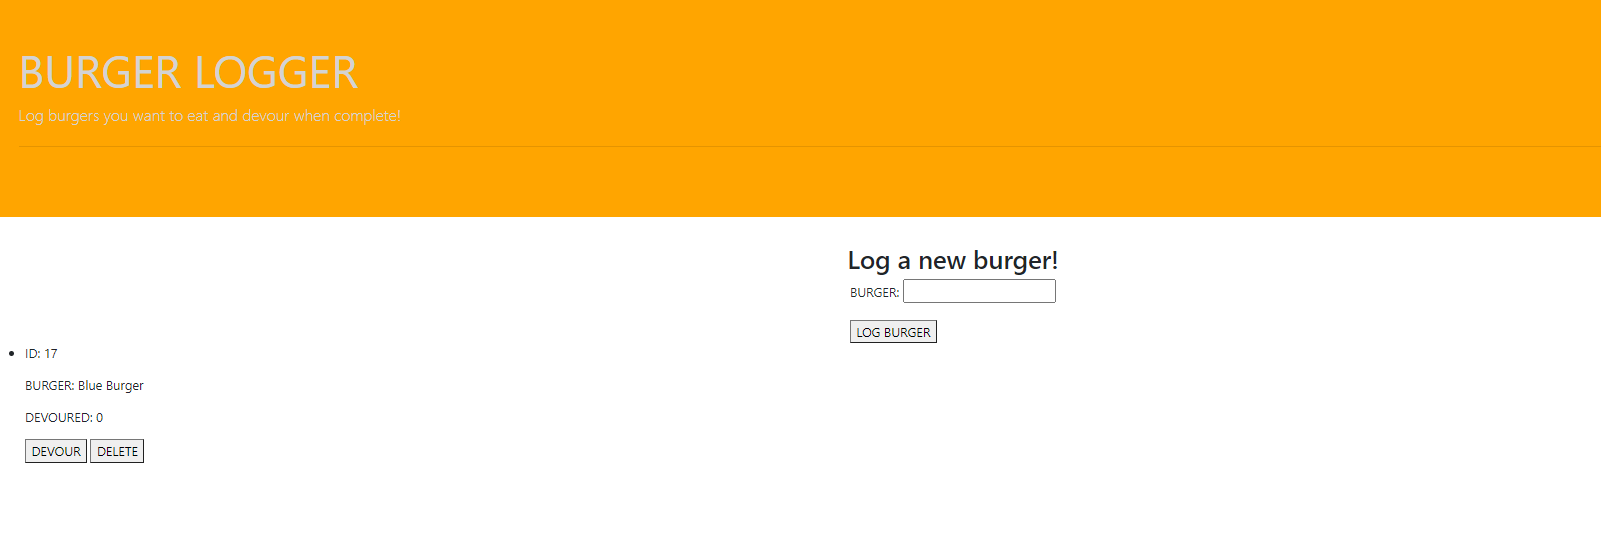 BURGER LOGGER
Log burgers you want to eat and devour when complete!
Log a new burger!
BURGER:
LOG BURGER
ID: 17
BURGER: Blue Burger
DEVOURED: 0
DEVOUR DELETE